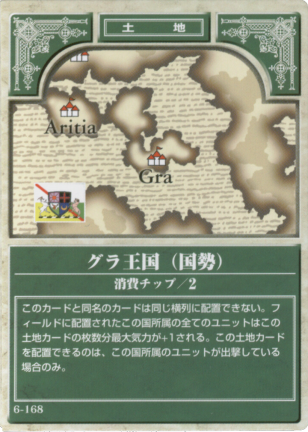 土地
Aritia
Gra
グラ王国（国勢）
消費チップ／2
このカードと同名のカードは同じ横列に配置できない。フ
ィールドに配置されたこの国所属の全てのユニットはこの
土地カードの枚数分最大気力が+1される。この土地カード
を配置できるのは、この国所属のユニットが出撃している
場合のみ。
6-168